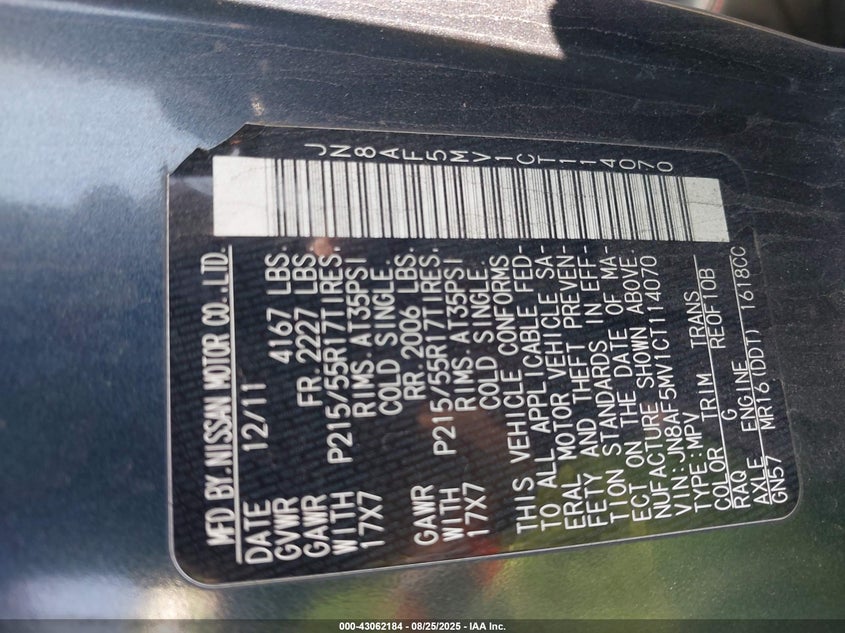 JN8AF5MV1CT114070
MFD BY.NISSAN MOTOR CO.,LTD.
DATE 12/11
GVWR 4167 LBS.
GAWR FR.2227 LBS.
WITH P215/55R17TIRES.
17X7 RIMS.AT35PSI
COLD SINGLE.
GAWR RR.2006 LBS.
WITH P215/55R17TIRES.
17X7 RIMS.AT35PSI
COLD SINGLE.
THIS VEHICLE CONFORMS
TO ALL APPLICABLE FED-
ERAL MOTOR VEHICLE SA-
FETY AND THEFT PREVEN-
TION STANDARDS IN EFF-
ECT ON THE DATE OF MA-
NUFACTURE SHOWN ABOVE.
VIN:JN8AF5MV1CT114070
TYPE:MPV
COLOR TRIM TRANS
RAQ G RE0F10B
AXLE ENGINE
GN57 MR16(DDT) 1618CC
000-43062184 - 08/25/2025 - IAA Inc.